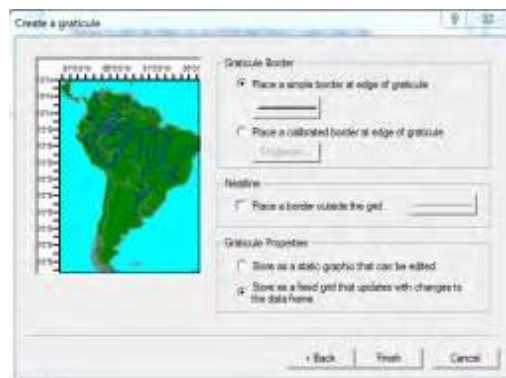 Create a graticule
Graticule Border
Place a simple border at edge of graticule
Place a calibrated border at edge of graticule
Properties...
Neatline
Place a border outside the grid
Graticule Properties
Store as a static graphic that can be edited
Store as a fixed grid that updates with changes to
the data frame
< Back Finish Cancel